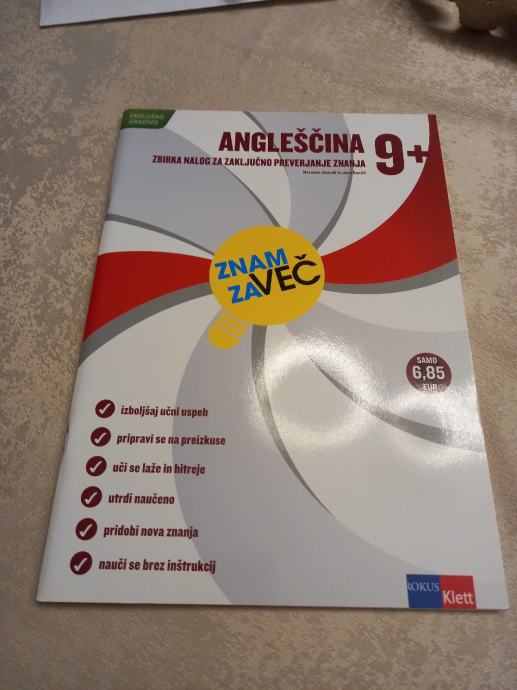 EKOLOŠKO
GRADIVO
ANGLEŠČINA 9+
ZBIRKA NALOG ZA ZAKLJUČNO PREVERJANJE ZNANJA
ZNAM
ZA VEČ
SAMO
6,85
EUR
izboljšaj učni uspeh
pripravi se na preizkuse
uči se laže in hitreje
utrdi naučeno
pridobi nova znanja
nauči se brez inštrukcij
ROKUS
Klett